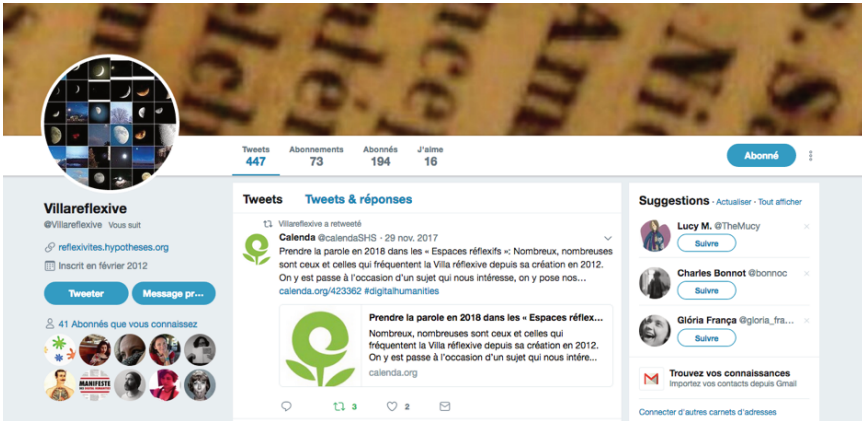 Tweets Abonnements Abonnés J'aime
447 73 194 16
Abonné
Villareflexive
@Villareflexive Vous suit
reflexivites.hypotheses.org
Inscrit en février 2012
Tweeter Message pr...
41 Abonnés que vous connaissez
MANIFESTE
Tweets Tweets & réponses
Villareflexive a retweeté
Calenda @calendaSHS · 29 nov. 2017
Prendre la parole en 2018 dans les « Espaces réflexifs »: Nombreux, nombreuses
sont ceux et celles qui fréquentent la Villa réflexive depuis sa création en 2012.
On y est passe à l'occasion d'un sujet qui nous intéresse, on y pose nos...
calenda.org/423362 #digitalhumanities
Prendre la parole en 2018 dans les « Espaces réflex...
Nombreux, nombreuses sont ceux et celles qui
fréquentent la Villa réflexive depuis sa création en 2012.
On y est passe à l'occasion d'un sujet qui nous intére...
calenda.org
3 2
Suggestions · Actualiser · Tout afficher
Lucy M. @TheMucy
Suivre
Charles Bonnot @bonnoc
Suivre
Glória França @gloria_fra...
Suivre
Trouvez vos connaissances
Importez vos contacts depuis Gmail
Connecter d'autres carnets d'adresses